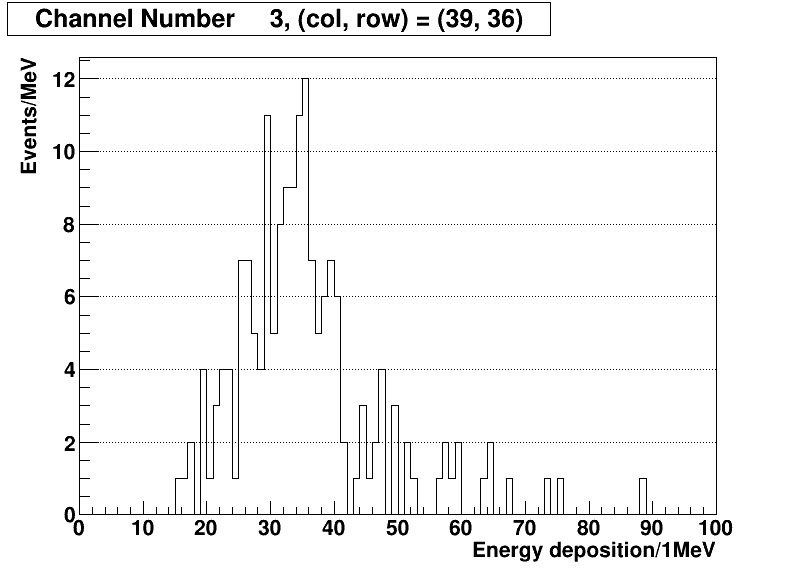 Channel Number 3, (col, row) = (39, 36)
Events/MeV
12
10
8
6
4
2
0
0 10 20 30 40 50 60 70 80 90 100
Energy deposition/1MeV